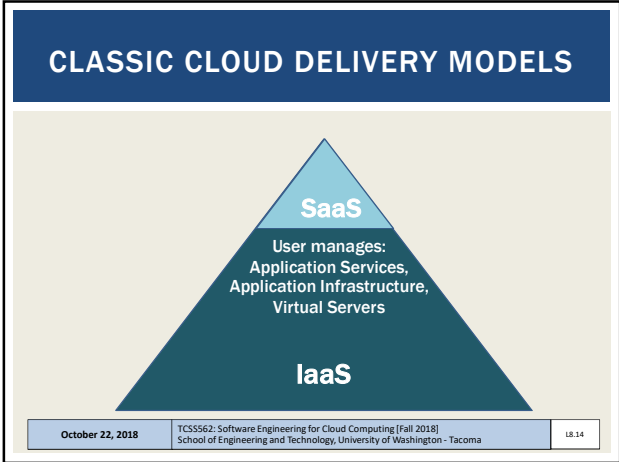 CLASSIC CLOUD DELIVERY MODELS
SaaS
User manages:
Application Services,
Application Infrastructure,
Virtual Servers
IaaS
October 22, 2018
TCSS562: Software Engineering for Cloud Computing [Fall 2018]
School of Engineering and Technology, University of Washington - Tacoma
L8.14